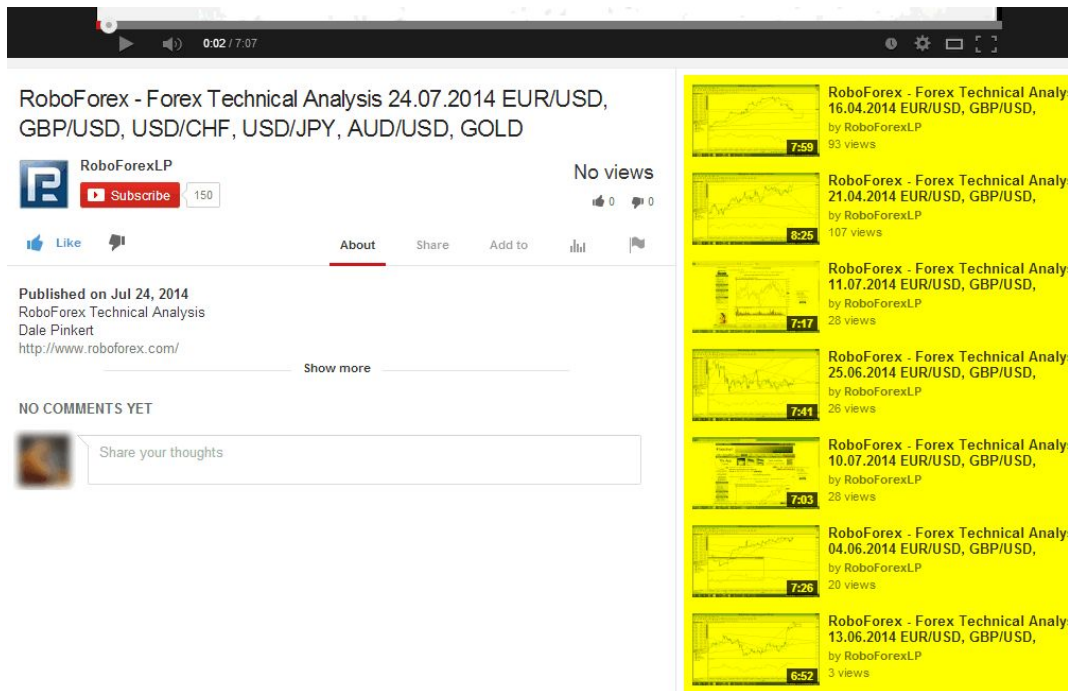 0:02 / 7:07
RoboForex - Forex Technical Analysis 24.07.2014 EUR/USD,
GBP/USD, USD/CHF, USD/JPY, AUD/USD, GOLD
RoboForexLP
Subscribe 150
No views
0 0
Like
About Share Add to
Published on Jul 24, 2014
RoboForex Technical Analysis
Dale Pinkert
http://www.roboforex.com/
Show more
NO COMMENTS YET
Share your thoughts
RoboForex - Forex Technical Analy
16.04.2014 EUR/USD, GBP/USD,
by RoboForexLP
93 views
7:59
RoboForex - Forex Technical Analy
21.04.2014 EUR/USD, GBP/USD,
by RoboForexLP
107 views
8:25
RoboForex - Forex Technical Analy
11.07.2014 EUR/USD, GBP/USD,
by RoboForexLP
28 views
7:17
RoboForex - Forex Technical Analy
25.06.2014 EUR/USD, GBP/USD,
by RoboForexLP
26 views
7:41
RoboForex - Forex Technical Analy
10.07.2014 EUR/USD, GBP/USD,
by RoboForexLP
28 views
7:03
RoboForex - Forex Technical Analy
04.06.2014 EUR/USD, GBP/USD,
by RoboForexLP
20 views
7:26
RoboForex - Forex Technical Analy
13.06.2014 EUR/USD, GBP/USD,
by RoboForexLP
3 views
6:52